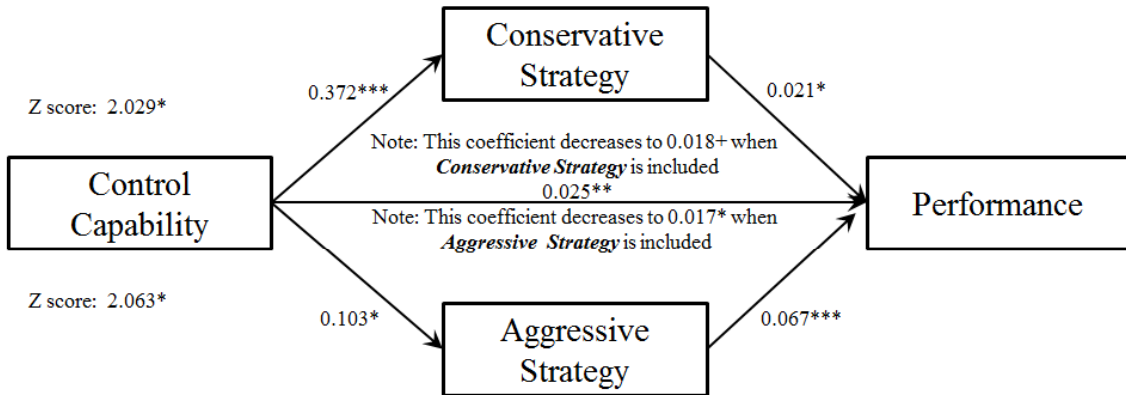 Conservative
Strategy
Z score: 2.029*
0.372***
0.021*
Note: This coefficient decreases to 0.018+ when
Conservative Strategy is included
Control
Capability
0.025**
Performance
Note: This coefficient decreases to 0.017* when
Aggressive Strategy is included
Z score: 2.063*
0.103*
0.067***
Aggressive
Strategy